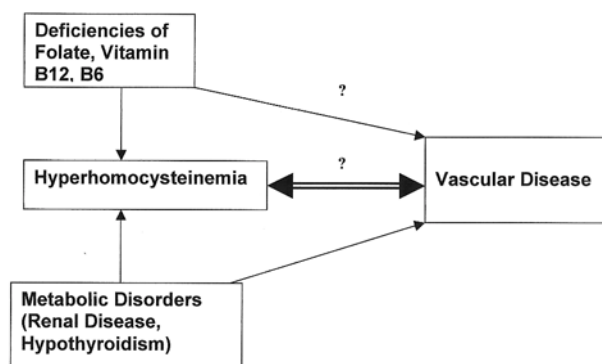 Deficiencies of
Folate, Vitamin
B12, B6
?
?
Hyperhomocysteinemia
Vascular Disease
Metabolic Disorders
(Renal Disease,
Hypothyroidism)